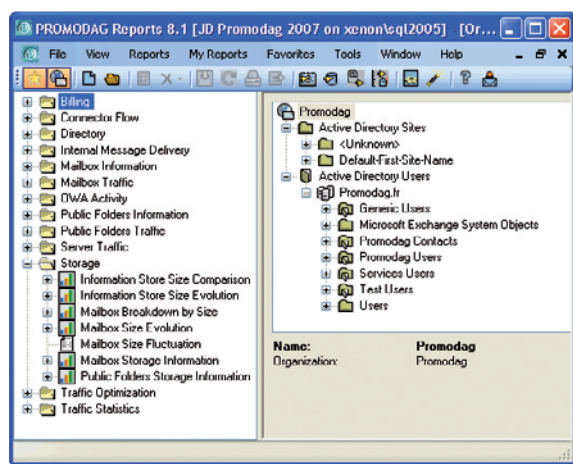 PROMODAG Reports 8.1 [JD Promodag 2007 on xenon\sql2005] - [Or...
File View Reports My Reports Favorites Tools Window Help
Billing
Connector Flow
Directory
Internal Message Delivery
Mailbox Information
Mailbox Traffic
OWA Activity
Public Folders Information
Public Folders Traffic
Server Traffic
Storage
Information Store Size Comparison
Information Store Size Evolution
Mailbox Breakdown by Size
Mailbox Size Evolution
Mailbox Size Fluctuation
Mailbox Storage Information
Public Folders Storage Information
Traffic Optimization
Traffic Statistics
Promodag
Active Directory Sites
<Unknown>
Default-First-Site-Name
Active Directory Users
Promodag.fr
Generic Users
Microsoft Exchange System Objects
Promodag Contacts
Promodag Users
Services Users
Test Users
Users
Name: Promodag
Organization: Promodag